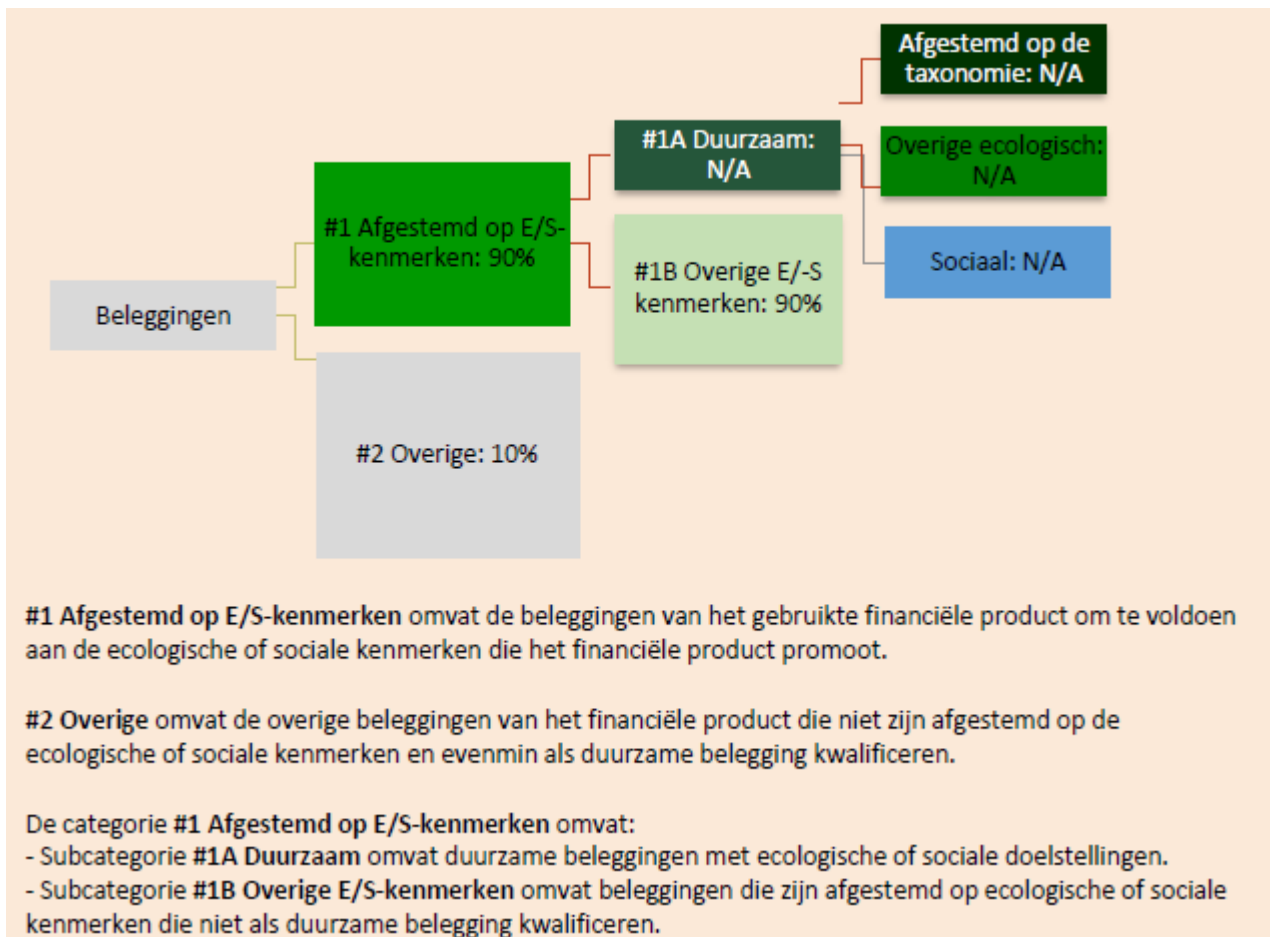 Afgestemd op de
taxonomie: N/A
#1A Duurzaam:
N/A
Overige ecologisch:
N/A
#1 Afgestemd op E/S-
kenmerken: 90%
Sociaal: N/A
#1B Overige E/-S
kenmerken: 90%
Beleggingen
#2 Overige: 10%
#1 Afgestemd op E/S-kenmerken omvat de beleggingen van het gebruikte financiële product om te voldoen
aan de ecologische of sociale kenmerken die het financiële product promoot.
#2 Overige omvat de overige beleggingen van het financiële product die niet zijn afgestemd op de
ecologische of sociale kenmerken en evenmin als duurzame belegging kwalificeren.
De categorie #1 Afgestemd op E/S-kenmerken omvat:
- Subcategorie #1A Duurzaam omvat duurzame beleggingen met ecologische of sociale doelstellingen.
- Subcategorie #1B Overige E/S-kenmerken omvat beleggingen die zijn afgestemd op ecologische of sociale
kenmerken die niet als duurzame belegging kwalificeren.